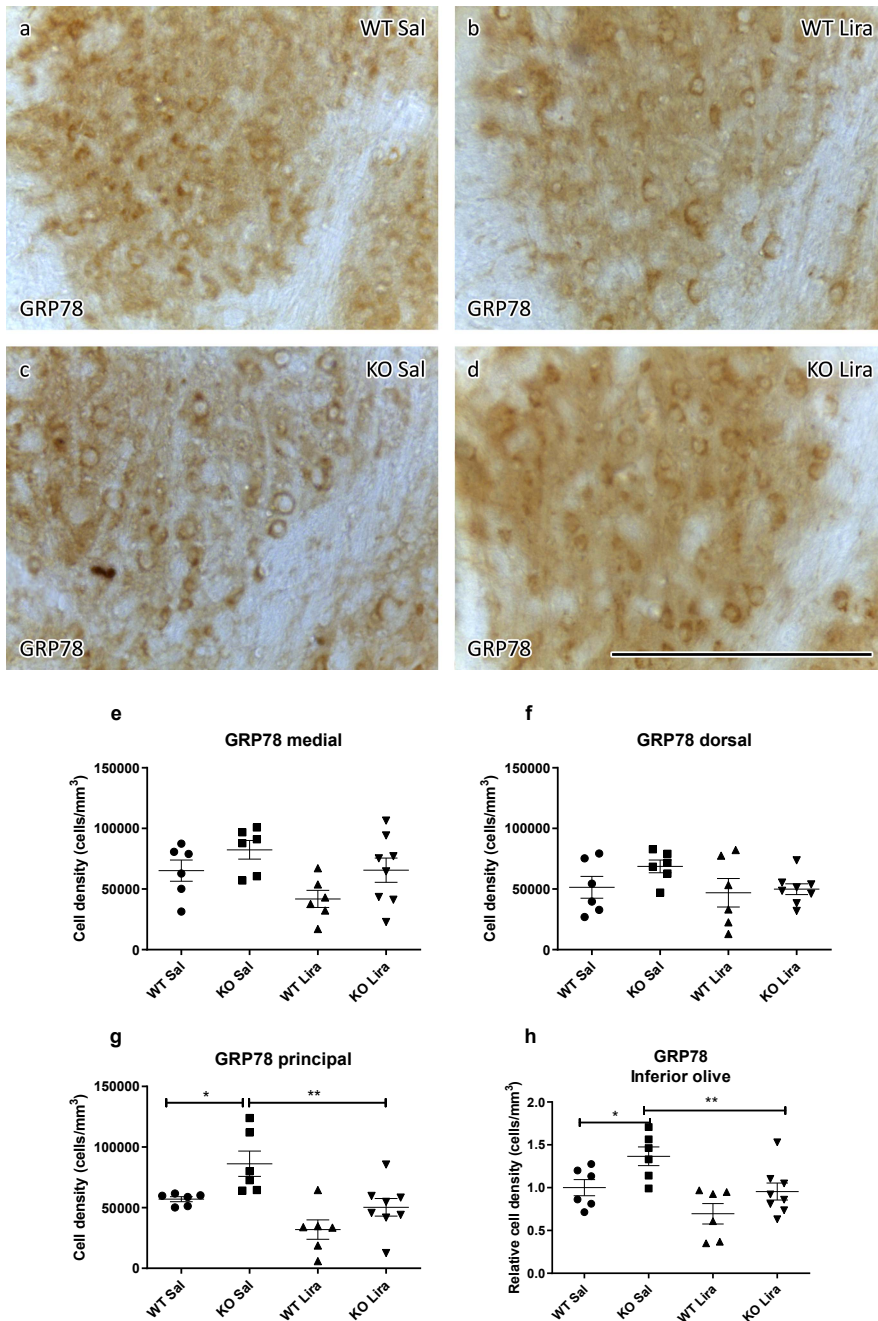 a
WT Sal
GRP78
b
WT Lira
GRP78
c
KO Sal
GRP78
d
KO Lira
GRP78
e
GRP78 medial
Cell density (cells/mm³)
150000
100000
50000
0
WT Sal
KO Sal
WT Lira
KO Lira
f
GRP78 dorsal
Cell density (cells/mm³)
150000
100000
50000
0
WT Sal
KO Sal
WT Lira
KO Lira
g
GRP78 principal
Cell density (cells/mm³)
150000
100000
50000
0
*
**
WT Sal
KO Sal
WT Lira
KO Lira
h
GRP78
Inferior olive
Relative cell density (cells/mm³)
2.0
1.5
1.0
0.5
0.0
*
**
WT Sal
KO Sal
WT Lira
KO Lira